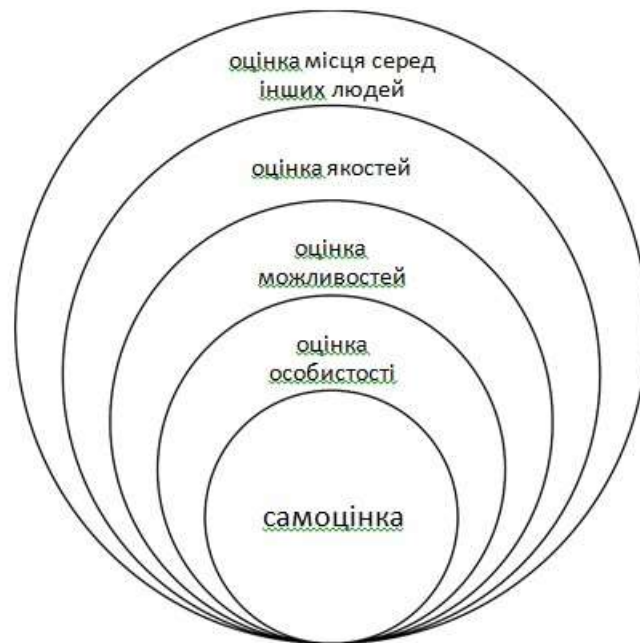 оцінка місця серед
інших людей
оцінка якостей
оцінка
можливостей
оцінка
особистості
самоцінка